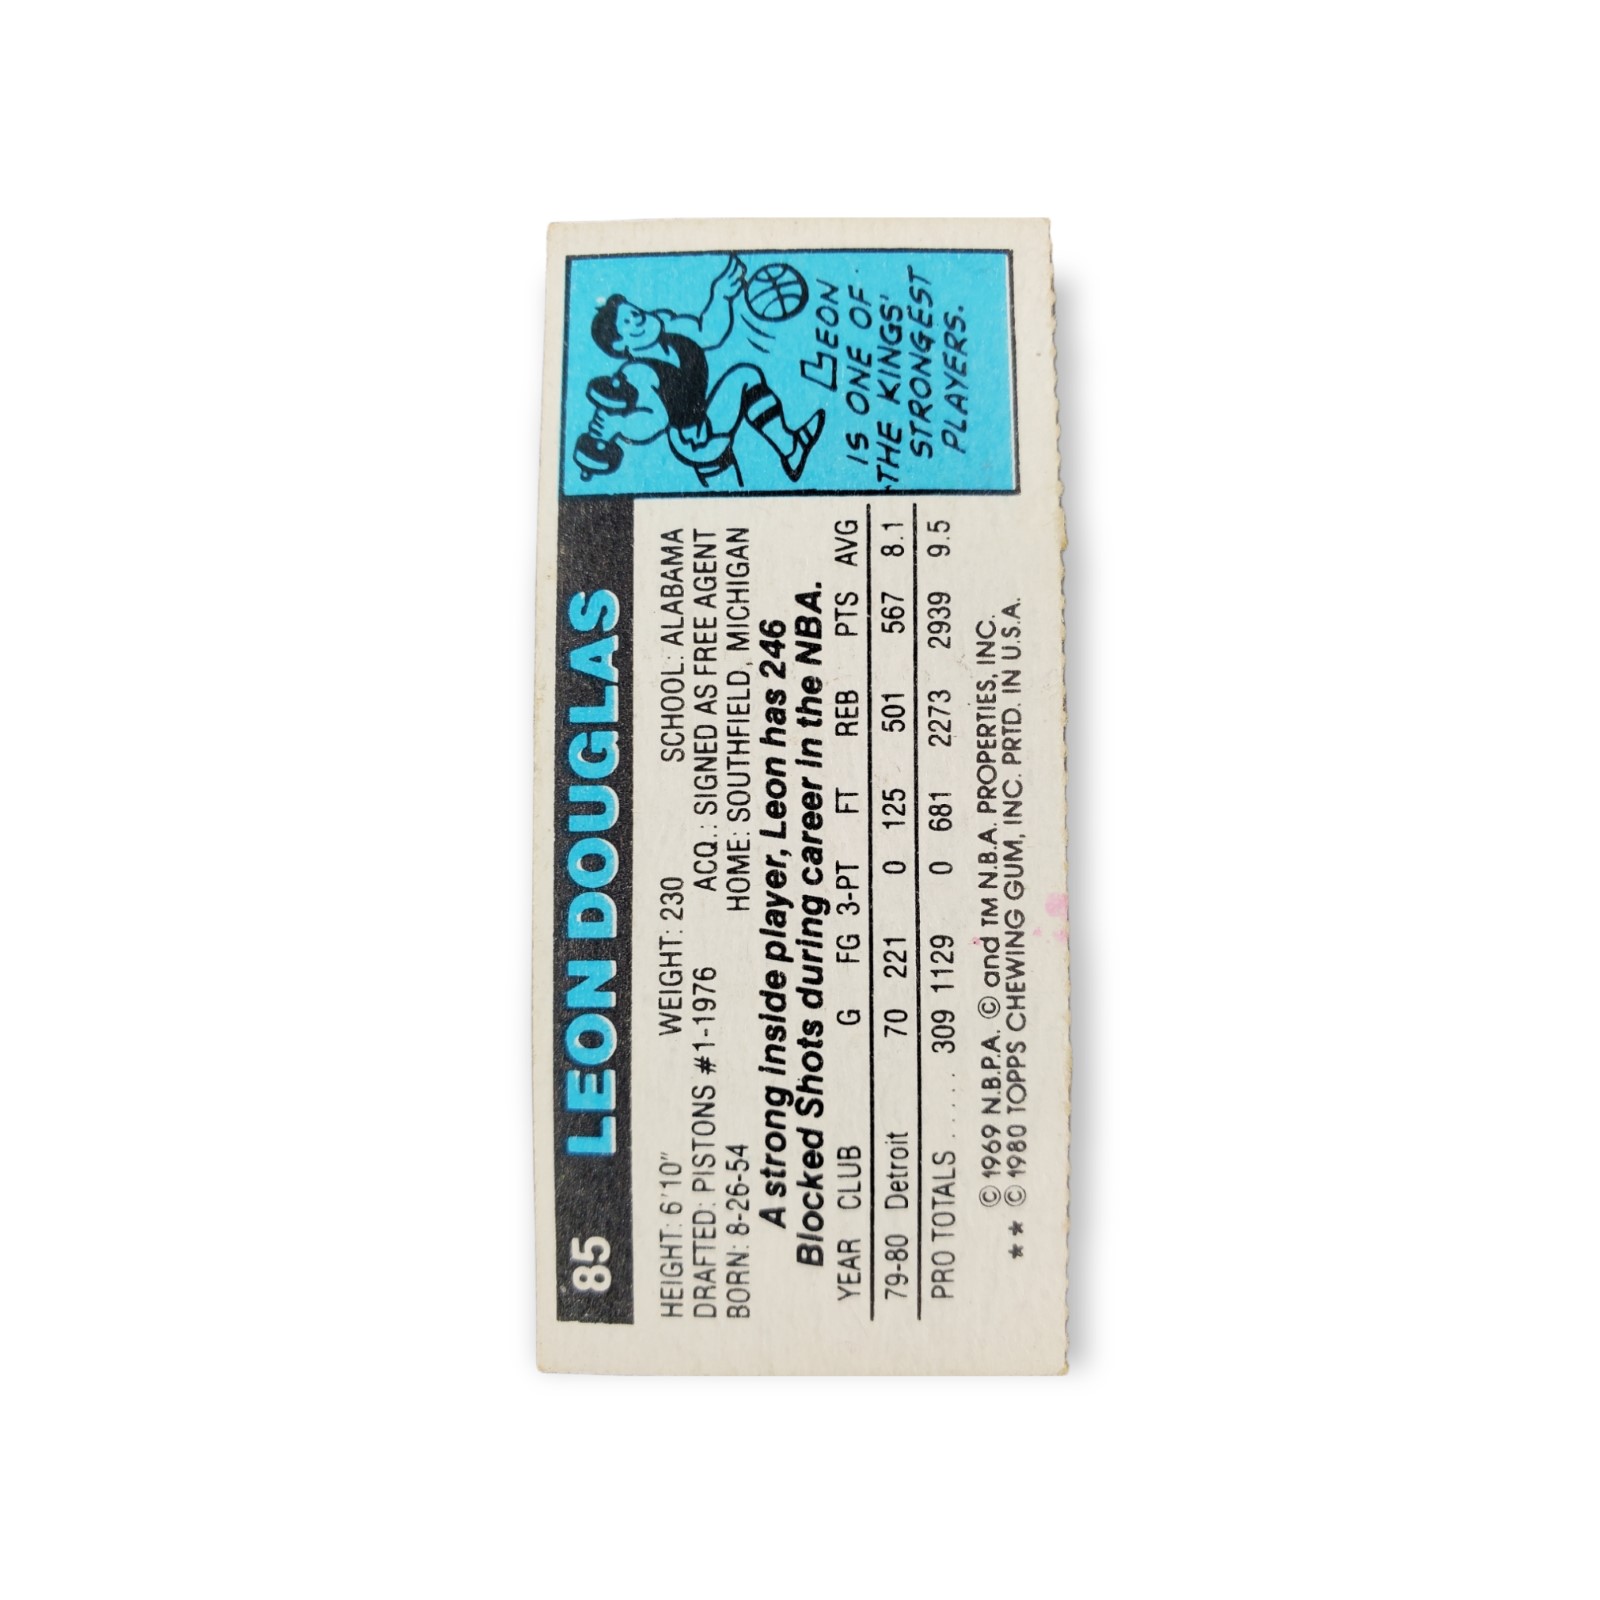 85 LEON DOUGLAS
HEIGHT: 6'10" WEIGHT: 230 SCHOOL: ALABAMA
DRAFTED: PISTONS #1-1976 ACQ.: SIGNED AS FREE AGENT
BORN: 8-26-54 HOME: SOUTHFIELD, MICHIGAN
A strong inside player, Leon has 246
Blocked Shots during career in the NBA.
YEAR CLUB G FG 3-PT FT REB PTS AVG
79-80 Detroit 70 221 0 125 501 567 8.1
PRO TOTALS ...... 309 1129 0 681 2273 2939 9.5
© 1969 N.B.P.A. © and TM N.B.A. PROPERTIES, INC.
** © 1980 TOPPS CHEWING GUM, INC. PRTD. IN U.S.A.
LEON
IS ONE OF
THE KINGS'
STRONGEST
PLAYERS.